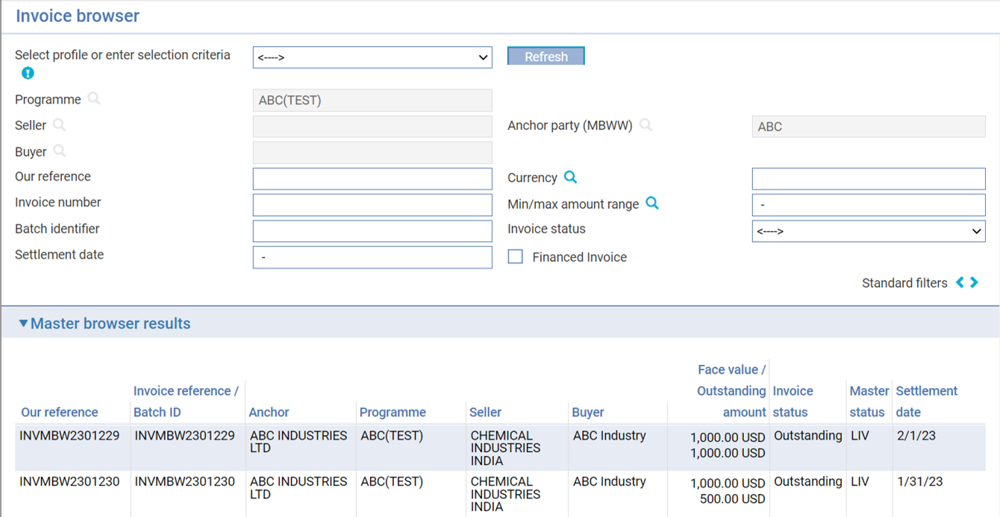 Invoice browser
Select profile or enter selection criteria
<---->
Refresh
Programme
ABC(TEST)
Seller
Anchor party (MBWW)
ABC
Buyer
Our reference
Currency
Invoice number
Min/max amount range
-
Batch identifier
Invoice status
<---->
Settlement date
-
Financed Invoice
Standard filters
Master browser results
Our reference
Invoice reference /
Batch ID
Anchor
Programme
Seller
Buyer
Face value /
Outstanding
amount
Invoice
status
Master
status
Settlement
date
INVMBW2301229
INVMBW2301229
ABC INDUSTRIES
LTD
ABC(TEST)
CHEMICAL
INDUSTRIES
INDIA
ABC Industry
1,000.00 USD
1,000.00 USD
Outstanding
LIV
2/1/23
INVMBW2301230
INVMBW2301230
ABC INDUSTRIES
LTD
ABC(TEST)
CHEMICAL
INDUSTRIES
INDIA
ABC Industry
1,000.00 USD
500.00 USD
Outstanding
LIV
1/31/23